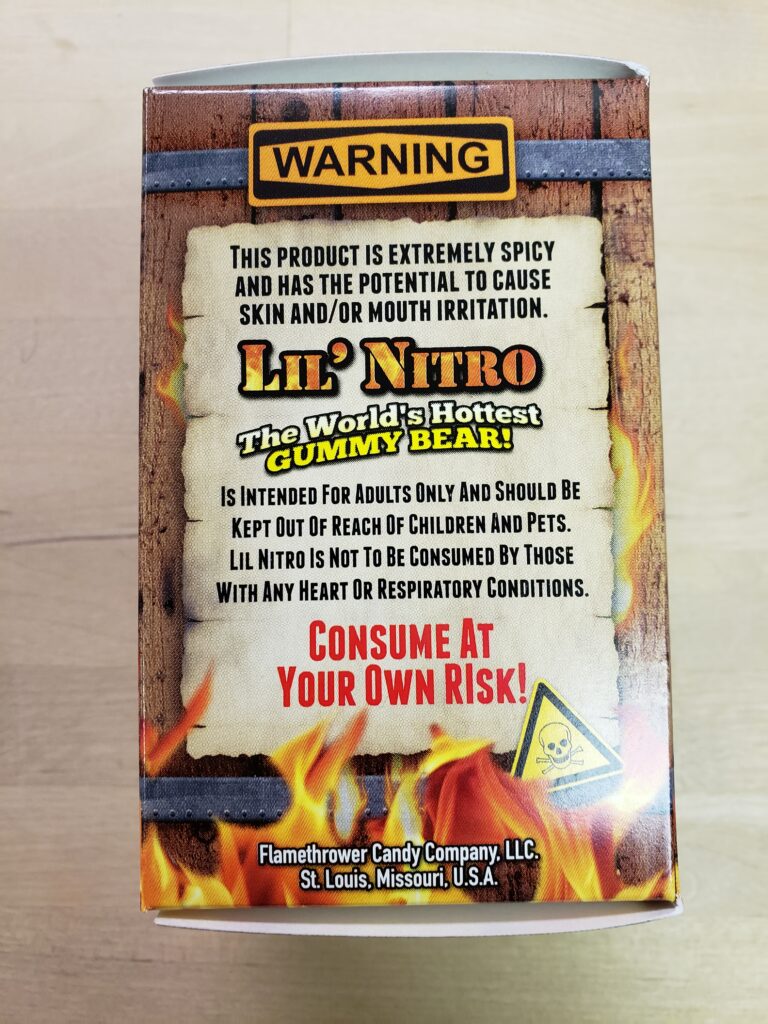 WARNING
THIS PRODUCT IS EXTREMELY SPICY
AND HAS THE POTENTIAL TO CAUSE
SKIN AND/OR MOUTH IRRITATION.
LIL' NITRO
The World's Hottest
GUMMY BEAR!
IS INTENDED FOR ADULTS ONLY AND SHOULD BE
KEPT OUT OF REACH OF CHILDREN AND PETS.
LIL NITRO IS NOT TO BE CONSUMED BY THOSE
WITH ANY HEART OR RESPIRATORY CONDITIONS.
CONSUME AT
YOUR OWN RISK!
Flamethrower Candy Company, LLC.
St. Louis, Missouri, U.S.A.